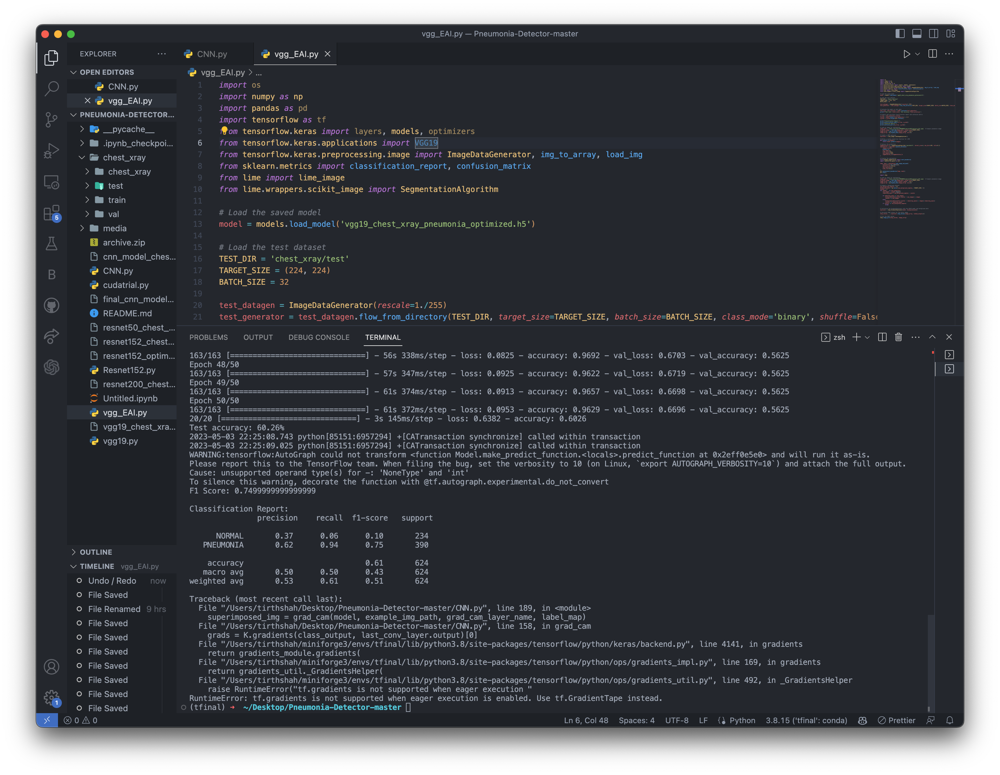 vgg_EAI.py — Pneumonia-Detector-master
EXPLORER
CNN.py
vgg_EAI.py
OPEN EDITORS
CNN.py
vgg_EAI.py
PNEUMONIA-DETECTOR...
__pycache__
.ipynb_checkpoi...
chest_xray
chest_xray
test
train
val
media
archive.zip
cnn_model_ches...
CNN.py
cudatrial.py
final_cnn_model...
README.md
resnet50_chest_...
resnet152_chest...
resnet152_optim...
Resnet152.py
resnet200_chest...
Untitled.ipynb
vgg_EAI.py
vgg19_chest_xra...
vgg19.py
OUTLINE
TIMELINE vgg_EAI.py
Undo / Redo now
File Saved
File Renamed 9 hrs
File Saved
File Saved
File Saved
File Saved
File Saved
File Saved
File Saved
5
B
1
vgg_EAI.py > ...
1 import os
2 import numpy as np
3 import pandas as pd
4 import tensorflow as tf
5 from tensorflow.keras import layers, models, optimizers
6 from tensorflow.keras.applications import VGG19
7 from tensorflow.keras.preprocessing.image import ImageDataGenerator, img_to_array, load_img
8 from sklearn.metrics import classification_report, confusion_matrix
9 from lime import lime_image
10 from lime.wrappers.scikit_image import SegmentationAlgorithm
11
12 # Load the saved model
13 model = models.load_model('vgg19_chest_xray_pneumonia_optimized.h5')
14
15 # Load the test dataset
16 TEST_DIR = 'chest_xray/test'
17 TARGET_SIZE = (224, 224)
18 BATCH_SIZE = 32
19
20 test_datagen = ImageDataGenerator(rescale=1./255)
21 test_generator = test_datagen.flow_from_directory(TEST_DIR, target_size=TARGET_SIZE, batch_size=BATCH_SIZE, class_mode='binary', shuffle=False
PROBLEMS OUTPUT DEBUG CONSOLE TERMINAL
zsh
163/163 [==============================] - 56s 338ms/step - loss: 0.0825 - accuracy: 0.9692 - val_loss: 0.6703 - val_accuracy: 0.5625
Epoch 48/50
163/163 [==============================] - 57s 347ms/step - loss: 0.0925 - accuracy: 0.9622 - val_loss: 0.6719 - val_accuracy: 0.5625
Epoch 49/50
163/163 [==============================] - 61s 374ms/step - loss: 0.0913 - accuracy: 0.9657 - val_loss: 0.6698 - val_accuracy: 0.5625
Epoch 50/50
163/163 [==============================] - 61s 372ms/step - loss: 0.0953 - accuracy: 0.9629 - val_loss: 0.6696 - val_accuracy: 0.5625
20/20 [==============================] - 3s 145ms/step - loss: 0.6382 - accuracy: 0.6026
Test accuracy: 60.26%
2023-05-03 22:25:08.743 python[85151:6957294] +[CATransaction synchronize] called within transaction
2023-05-03 22:25:09.025 python[85151:6957294] +[CATransaction synchronize] called within transaction
WARNING:tensorflow:AutoGraph could not transform <function Model.make_predict_function.<locals>.predict_function at 0x2eff0e5e0> and will run it as-is.
Please report this to the TensorFlow team. When filing the bug, set the verbosity to 10 (on Linux, `export AUTOGRAPH_VERBOSITY=10`) and attach the full output.
Cause: unsupported operand type(s) for -: 'NoneType' and 'int'
To silence this warning, decorate the function with @tf.autograph.experimental.do_not_convert
F1 Score: 0.7499999999999999
Classification Report:
precision recall f1-score support
NORMAL 0.37 0.06 0.10 234
PNEUMONIA 0.62 0.94 0.75 390
accuracy 0.61 624
macro avg 0.50 0.50 0.43 624
weighted avg 0.53 0.61 0.51 624
Traceback (most recent call last):
File "/Users/tirthshah/Desktop/Pneumonia-Detector-master/CNN.py", line 189, in <module>
superimposed_img = grad_cam(model, example_img_path, grad_cam_layer_name, label_map)
File "/Users/tirthshah/Desktop/Pneumonia-Detector-master/CNN.py", line 158, in grad_cam
grads = K.gradients(class_output, last_conv_layer.output)[0]
File "/Users/tirthshah/miniforge3/envs/tfinal/lib/python3.8/site-packages/tensorflow/python/keras/backend.py", line 4141, in gradients
return gradients_module.gradients(
File "/Users/tirthshah/miniforge3/envs/tfinal/lib/python3.8/site-packages/tensorflow/python/ops/gradients_impl.py", line 169, in gradients
return gradients_util._GradientsHelper(
File "/Users/tirthshah/miniforge3/envs/tfinal/lib/python3.8/site-packages/tensorflow/python/ops/gradients_util.py", line 492, in _GradientsHelper
raise RuntimeError("tf.gradients is not supported when eager execution "
RuntimeError: tf.gradients is not supported when eager execution is enabled. Use tf.GradientTape instead.
(tfinal) ➜ ~/Desktop/Pneumonia-Detector-master
0 0
Ln 6, Col 48 Spaces: 4 UTF-8 LF Python 3.8.15 ('tfinal': conda) Prettier